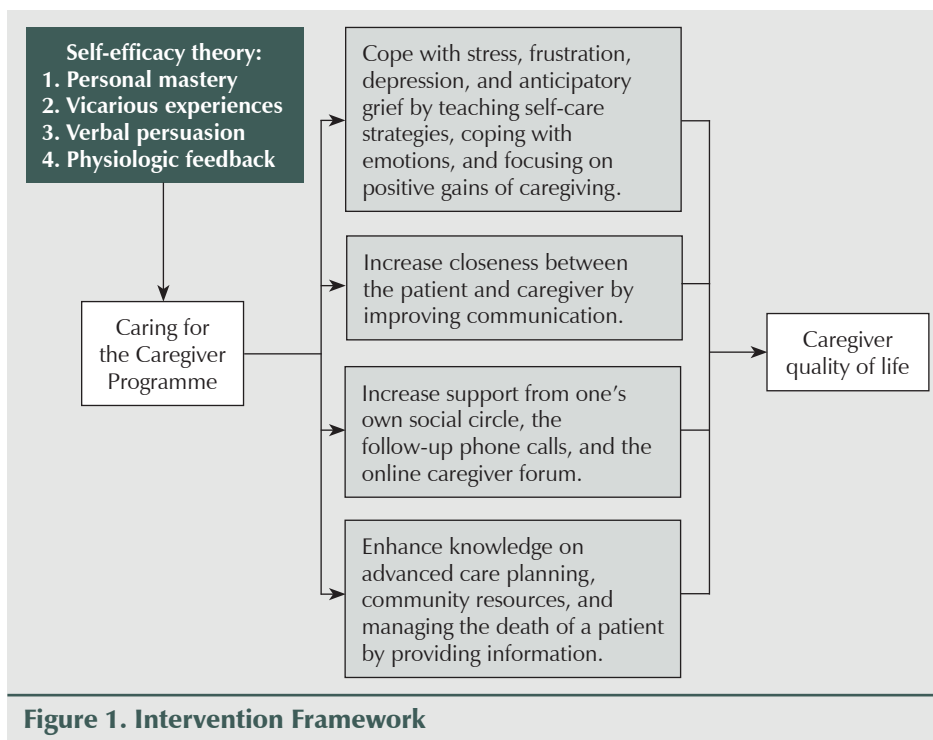 Self-efficacy theory:
1. Personal mastery
2. Vicarious experiences
3. Verbal persuasion
4. Physiologic feedback
Caring for
the Caregiver
Programme
Cope with stress, frustration,
depression, and anticipatory
grief by teaching self-care
strategies, coping with
emotions, and focusing on
positive gains of caregiving.
Increase closeness between
the patient and caregiver by
improving communication.
Increase support from one’s
own social circle, the
follow-up phone calls, and the
online caregiver forum.
Enhance knowledge on
advanced care planning,
community resources, and
managing the death of a patient
by providing information.
Caregiver
quality of life
Figure 1. Intervention Framework